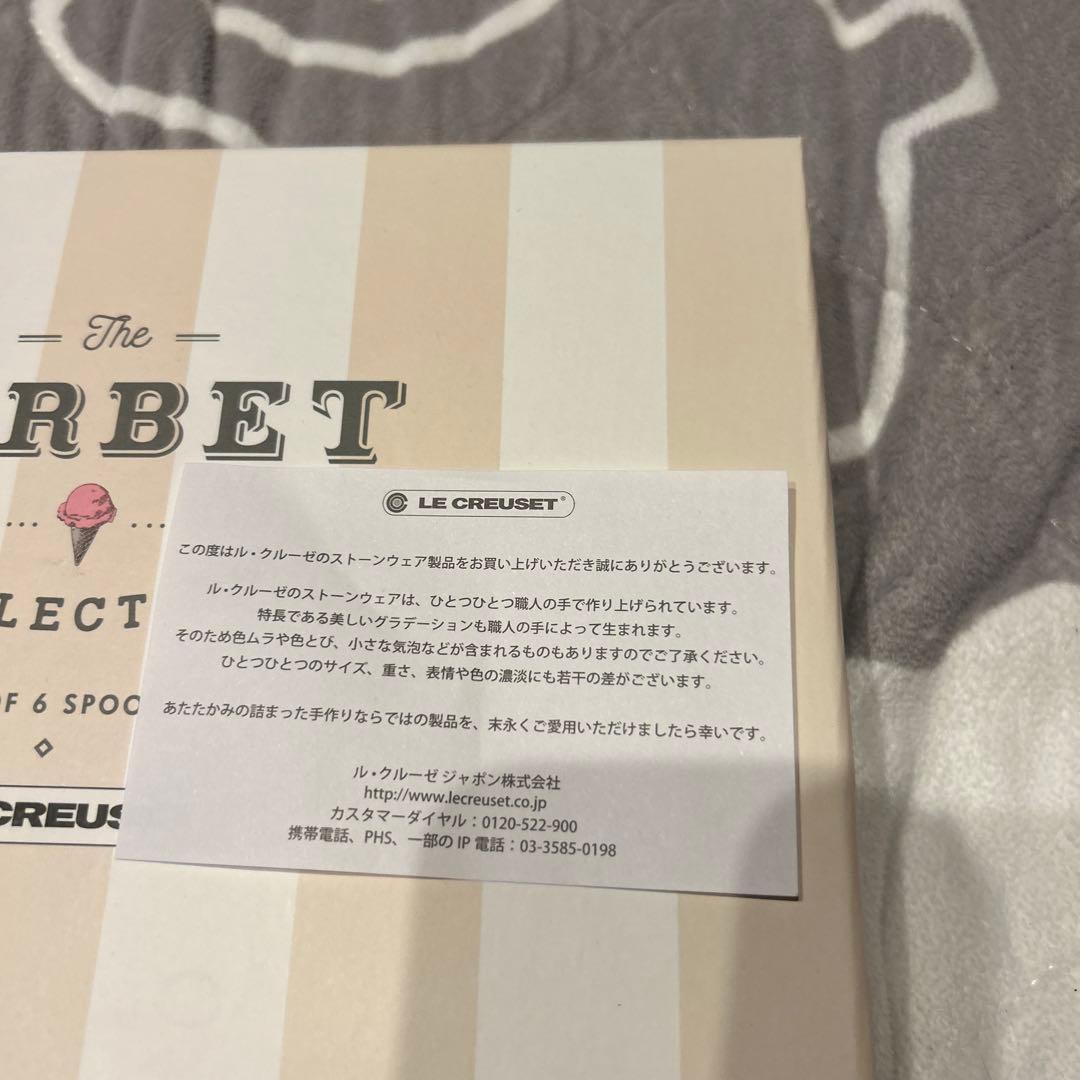 The
RBET
LE CREUSET®
この度はル・クルーゼのストーンウェア製品をお買い上げいただき誠にありがとうございます。
ル・クルーゼのストーンウェアは、ひとつひとつ職人の手で作り上げられています。
特長である美しいグラデーションも職人の手によって生まれます。
そのため色ムラや色とび、小さな気泡などが含まれるものもありますのでご了承ください。
ひとつひとつのサイズ、重さ、表情や色の濃淡にも若干の差がございます。
あたたかみの詰まった手作りならではの製品を、末永くご愛用いただけましたら幸いです。
ル・クルーゼ ジャポン株式会社
http://www.lecreuset.co.jp
カスタマーダイヤル：0120-522-900
携帯電話、PHS、一部の IP 電話：03-3585-0198
LECT
OF 6 SPOO
CREUS